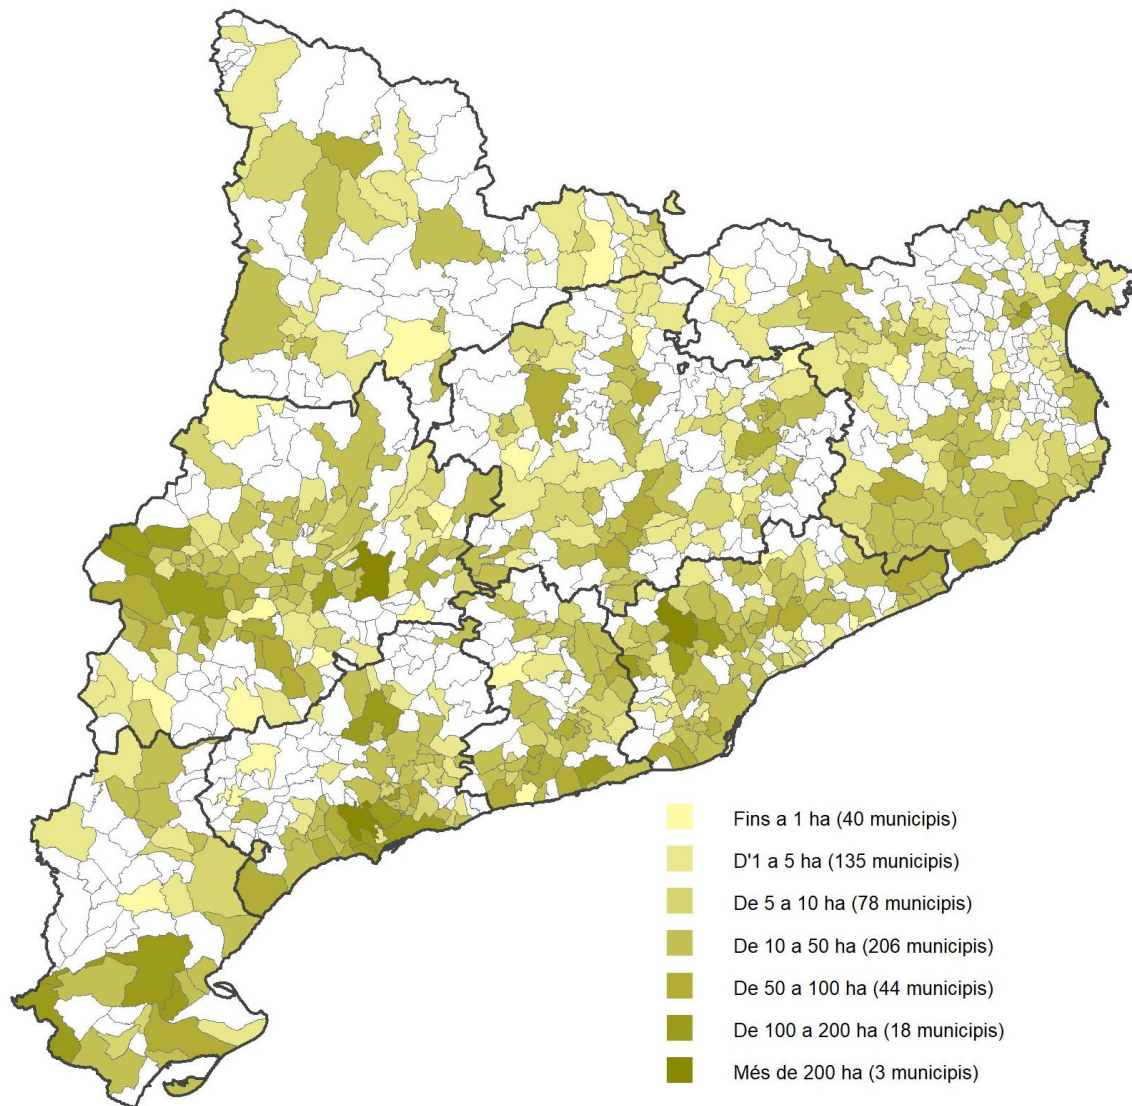 Fins a 1 ha (40 municipis)
D'1 a 5 ha (135 municipis)
De 5 a 10 ha (78 municipis)
De 10 a 50 ha (206 municipis)
De 50 a 100 ha (44 municipis)
De 100 a 200 ha (18 municipis)
Més de 200 ha (3 municipis)